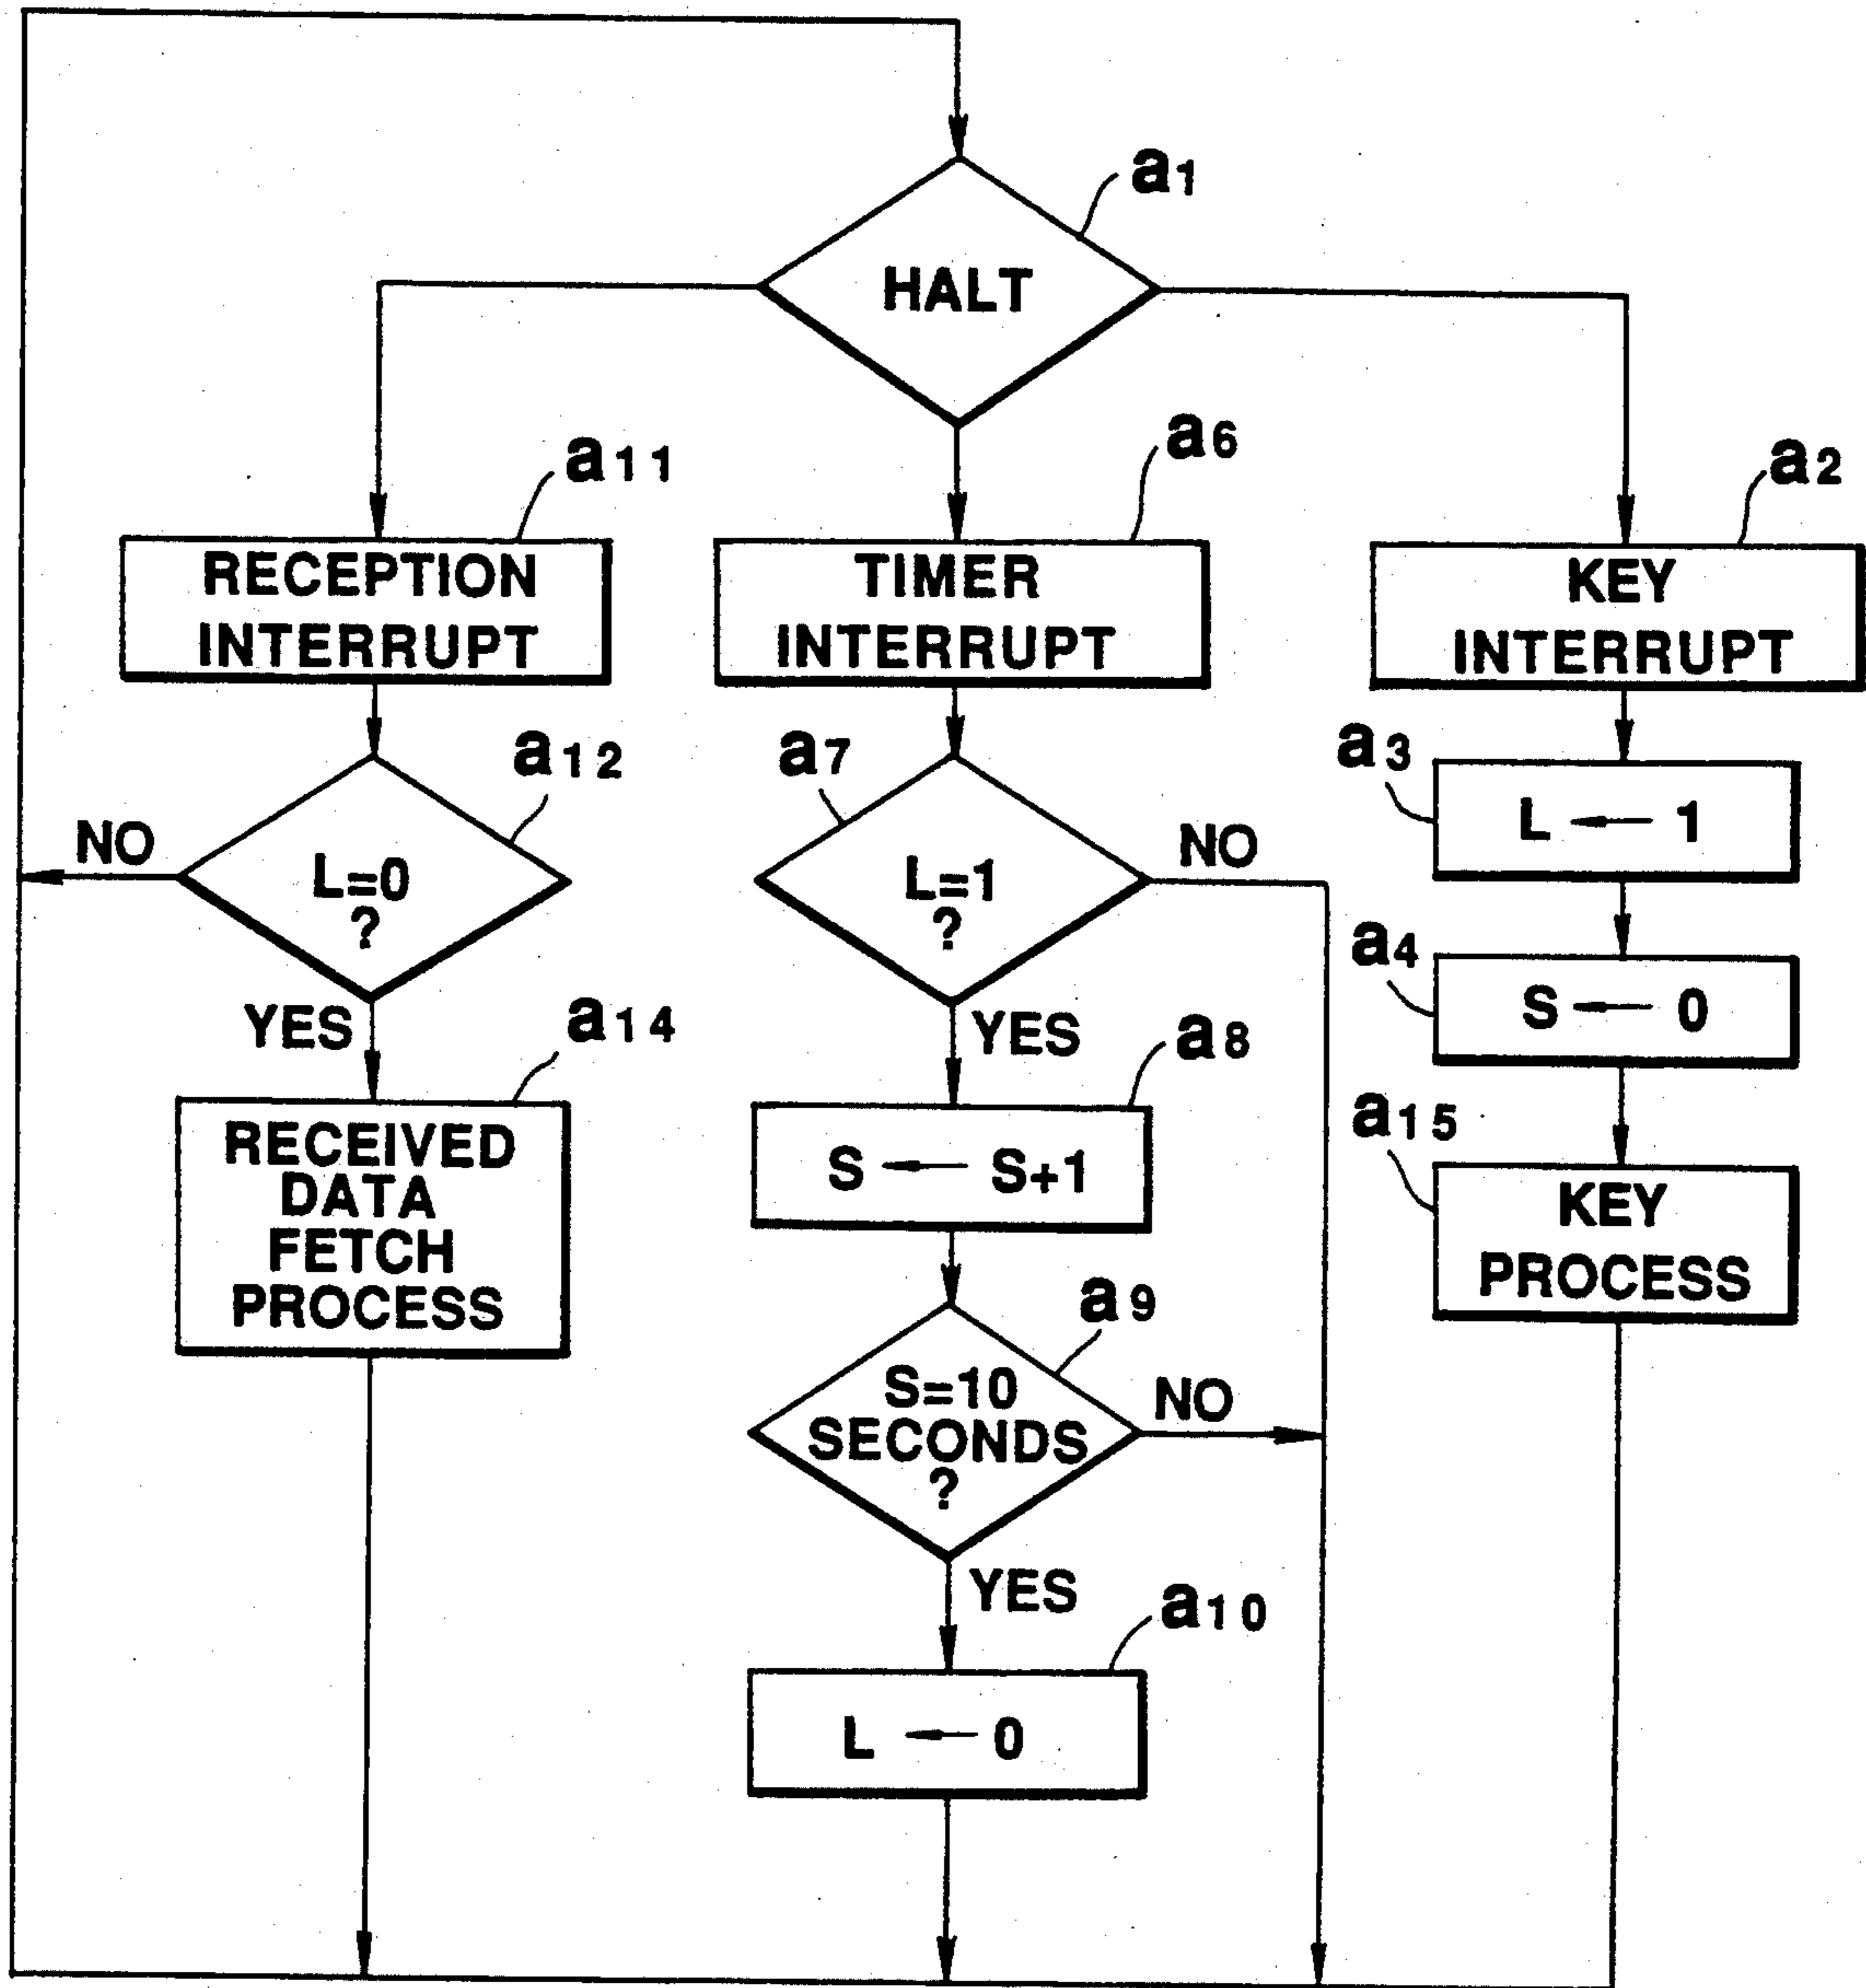 a1
HALT
a11
a6
a2
RECEPTION
INTERRUPT
TIMER
INTERRUPT
KEY
INTERRUPT
a12
NO
L=0
?
YES
a14
RECEIVED
DATA
FETCH
PROCESS
a7
L=1
?
NO
YES
a8
S ← S+1
a9
S=10
SECONDS
?
NO
YES
a10
L ← 0
a3
L ← 1
a4
S ← 0
a15
KEY
PROCESS